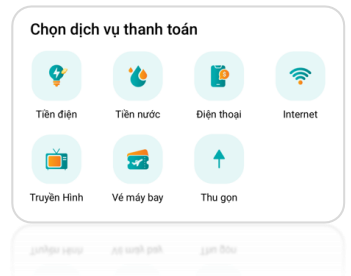 Chọn dịch vụ thanh toán
Tiền điện
Tiền nước
Điện thoại
Internet
Truyền Hình
Vé máy bay
Thu gọn